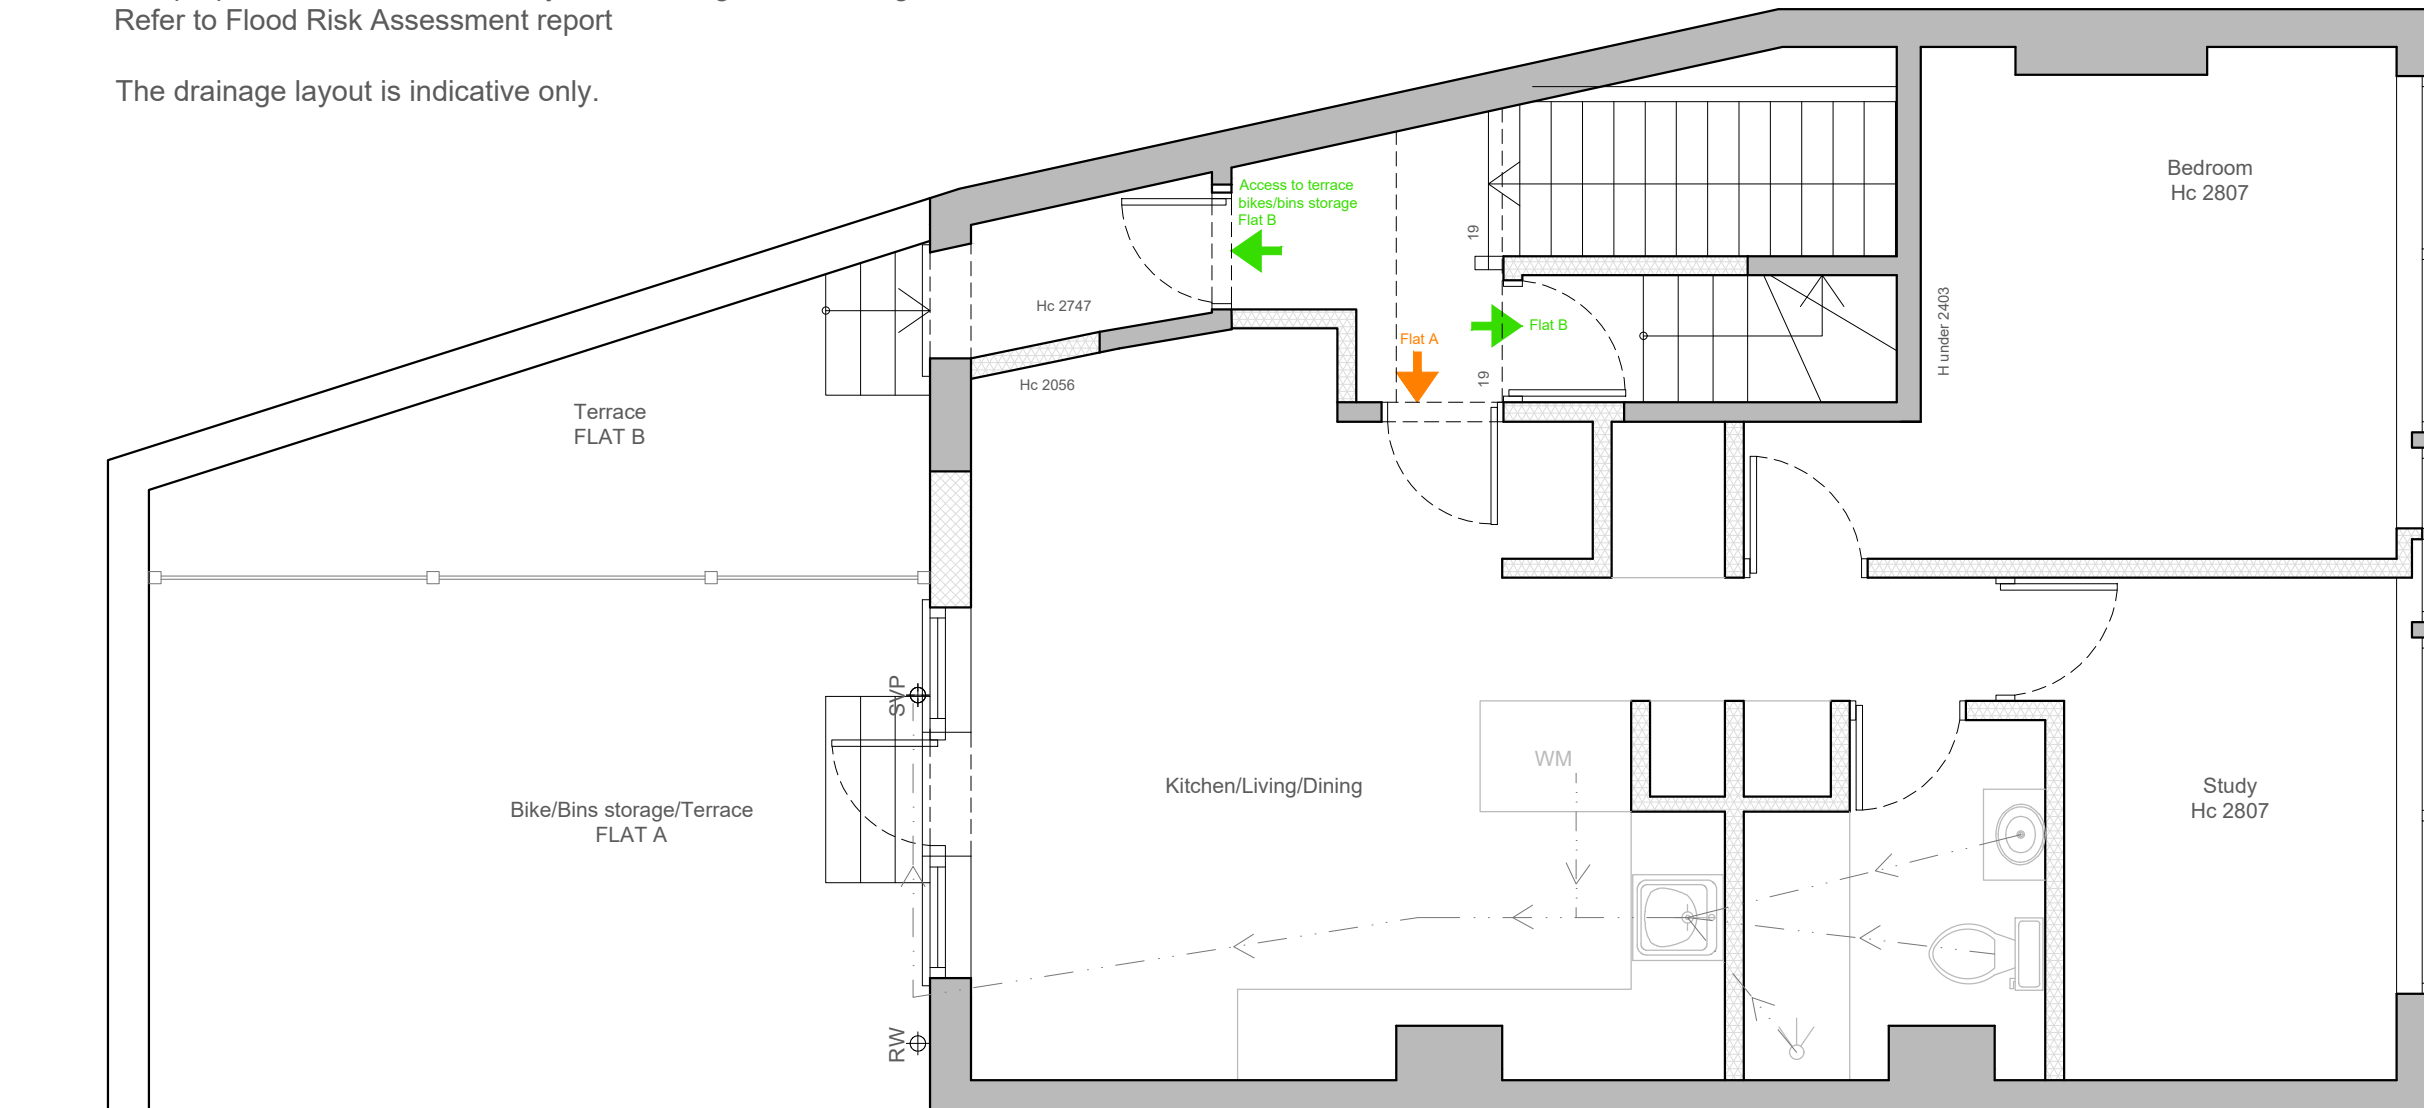 Refer to Flood Risk Assessment report
The drainage layout is indicative only.
Access to terrace
bikes/bins storage
Flat B
Bedroom
Hc 2807
19
Hc 2747
Flat A
Flat B
H under 2403
19
Hc 2056
Terrace
FLAT B
SVP
WM
Kitchen/Living/Dining
Study
Hc 2807
Bike/Bins storage/Terrace
FLAT A
RW